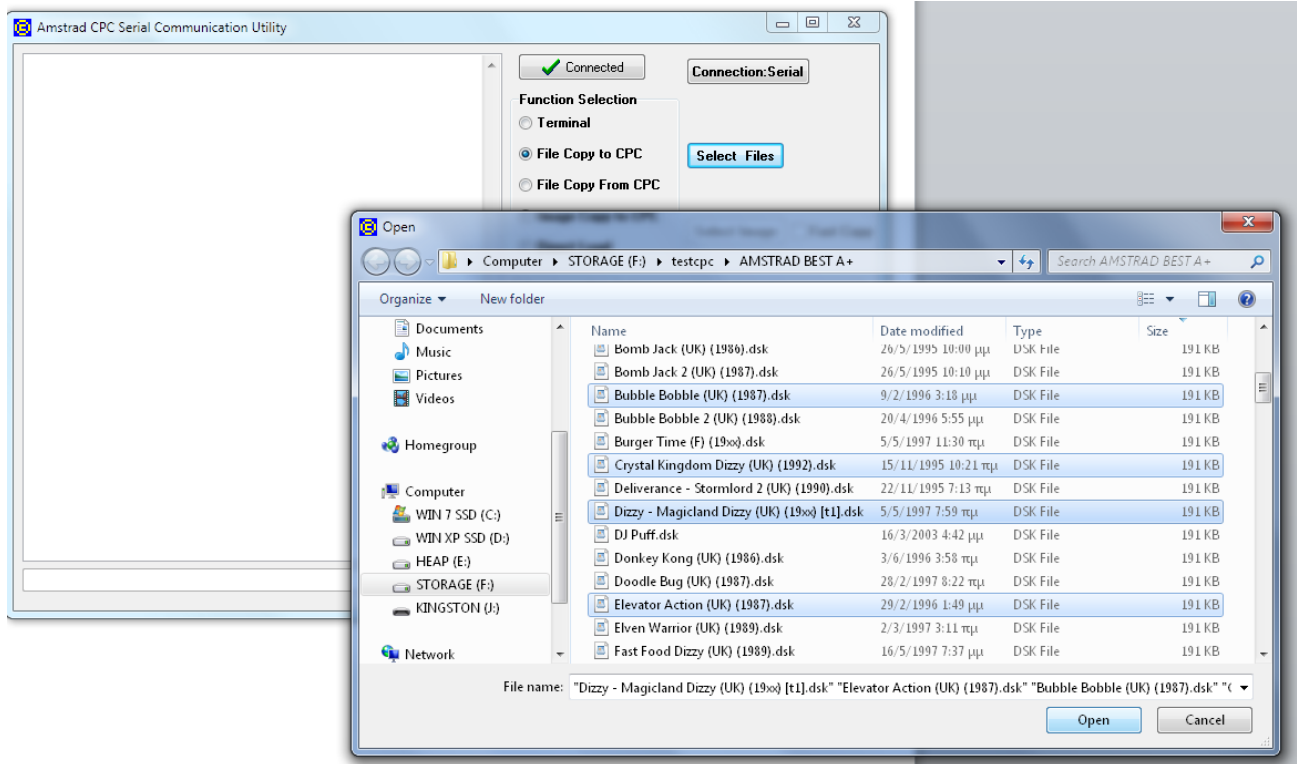 Amstrad CPC Serial Communication Utility
Connected
Connection:Serial
Function Selection
Terminal
File Copy to CPC
Select Files
File Copy From CPC
Image Copy to CPC
Select Image
Fast Copy
Direct Load
Open
Computer STORAGE (F:) testcpc AMSTRAD BEST A+
Search AMSTRAD BEST A+
Organize New folder
Documents
Music
Pictures
Videos
Homegroup
Computer
WIN 7 SSD (C:)
WIN XP SSD (D:)
HEAP (E:)
STORAGE (F:)
KINGSTON (J:)
Network
Name Date modified Type Size
Bomb Jack (UK) (1986).dsk 26/5/1995 10:00 μμ DSK File 191 KB
Bomb Jack 2 (UK) (1987).dsk 26/5/1995 10:10 μμ DSK File 191 KB
Bubble Bobble (UK) (1987).dsk 9/2/1996 3:18 μμ DSK File 191 KB
Bubble Bobble 2 (UK) (1988).dsk 20/4/1996 5:55 μμ DSK File 191 KB
Burger Time (F) (19xx).dsk 5/5/1997 11:30 πμ DSK File 191 KB
Crystal Kingdom Dizzy (UK) (1992).dsk 15/11/1995 10:21 πμ DSK File 191 KB
Deliverance - Stormlord 2 (UK) (1990).dsk 22/11/1995 7:13 πμ DSK File 191 KB
Dizzy - Magicland Dizzy (UK) (19xx) [t1].dsk 5/5/1997 7:59 πμ DSK File 191 KB
DJ Puff.dsk 16/3/2003 4:42 μμ DSK File 191 KB
Donkey Kong (UK) (1986).dsk 3/6/1996 3:58 πμ DSK File 191 KB
Doodle Bug (UK) (1987).dsk 28/2/1997 8:22 πμ DSK File 191 KB
Elevator Action (UK) (1987).dsk 29/2/1996 1:49 μμ DSK File 191 KB
Elven Warrior (UK) (1989).dsk 2/3/1997 3:11 πμ DSK File 191 KB
Fast Food Dizzy (UK) (1989).dsk 16/5/1997 7:37 μμ DSK File 191 KB
File name: "Dizzy - Magicland Dizzy (UK) (19xx) [t1].dsk" "Elevator Action (UK) (1987).dsk" "Bubble Bobble (UK) (1987).dsk" "(
Open Cancel